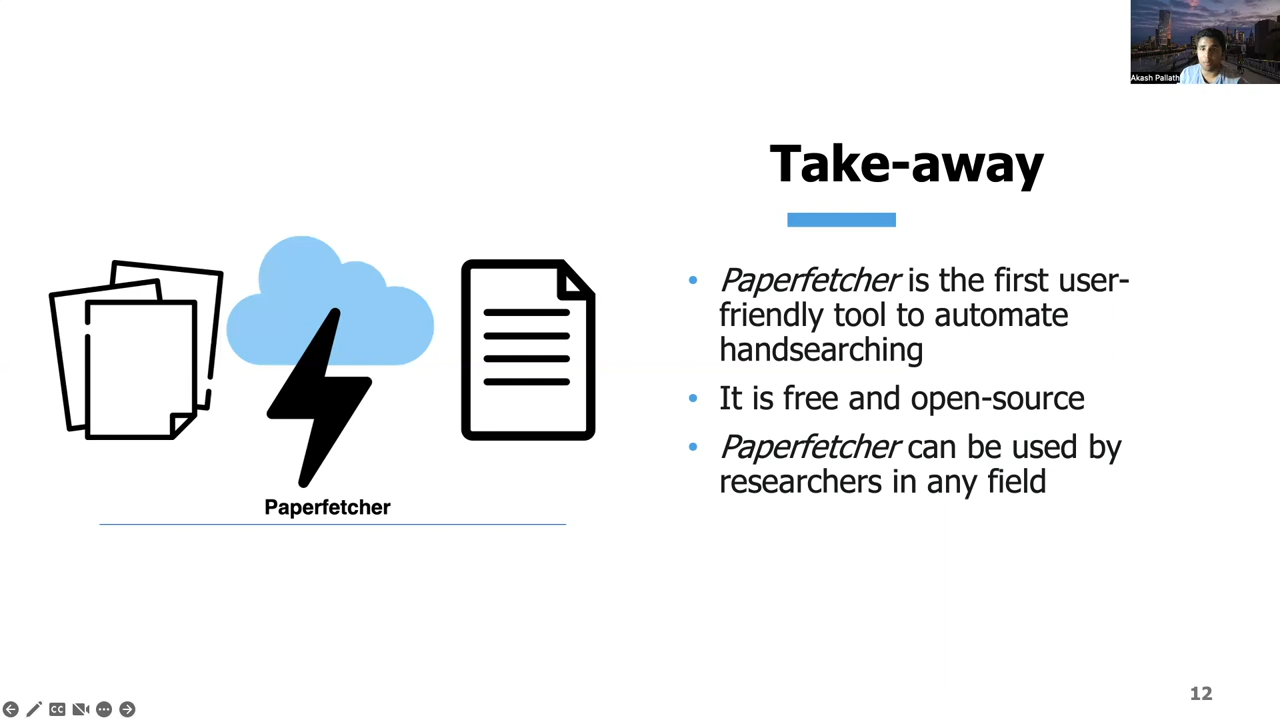 Akash Pallath
Take-away
• Paperfetcher is the first user-
friendly tool to automate
handsearching
• It is free and open-source
• Paperfetcher can be used by
researchers in any field
Paperfetcher
CC
12